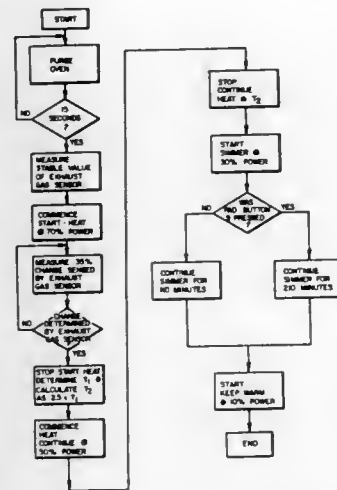 START
PURGE
OVEN
15
SECONDS
?
NO
YES
MEASURE
STABLE VALUE
OF EXHAUST
GAS SENSOR
COMMENCE
START - HEAT
@ 70% POWER
MEASURE 35%
CHANGE SENSED
BY EXHAUST
GAS SENSOR
CHANGE
DETERMINED
BY EXHAUST
GAS SENSOR
NO
YES
STOP START HEAT
DETERMINE T1 @
CALCULATE T2
AS 2.5 x T1
COMMENCE
HEAT
CONTINUE @
50% POWER
STOP
CONTINUE
HEAT @ T2
START
SIMMER @
30% POWER
WAS
PAD BUTTON
PRESSED
?
NO
YES
CONTINUE
SIMMER FOR
MINUTES
CONTINUE
SIMMER FOR
210 MINUTES
START
KEEP WARM
@ 10% POWER
END